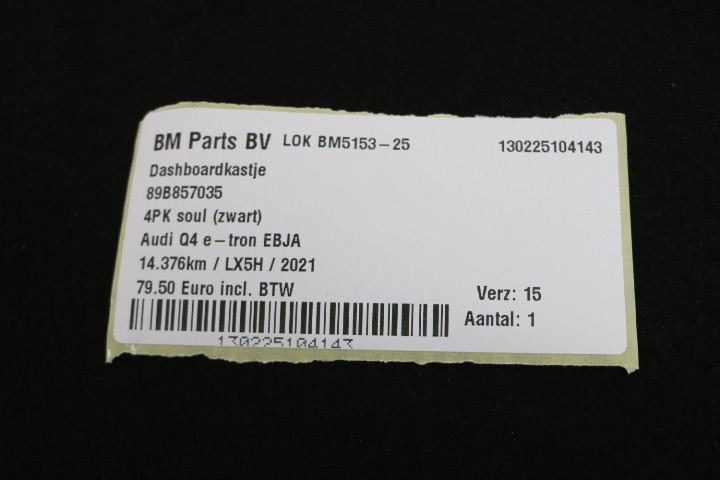 BM Parts BV LOK BM5153-25 130225104143
Dashboardkastje
89B857035
4PK soul (zwart)
Audi Q4 e-tron EBJA
14.376km / LX5H / 2021
79.50 Euro incl. BTW Verz: 15
Aantal: 1
130225104143